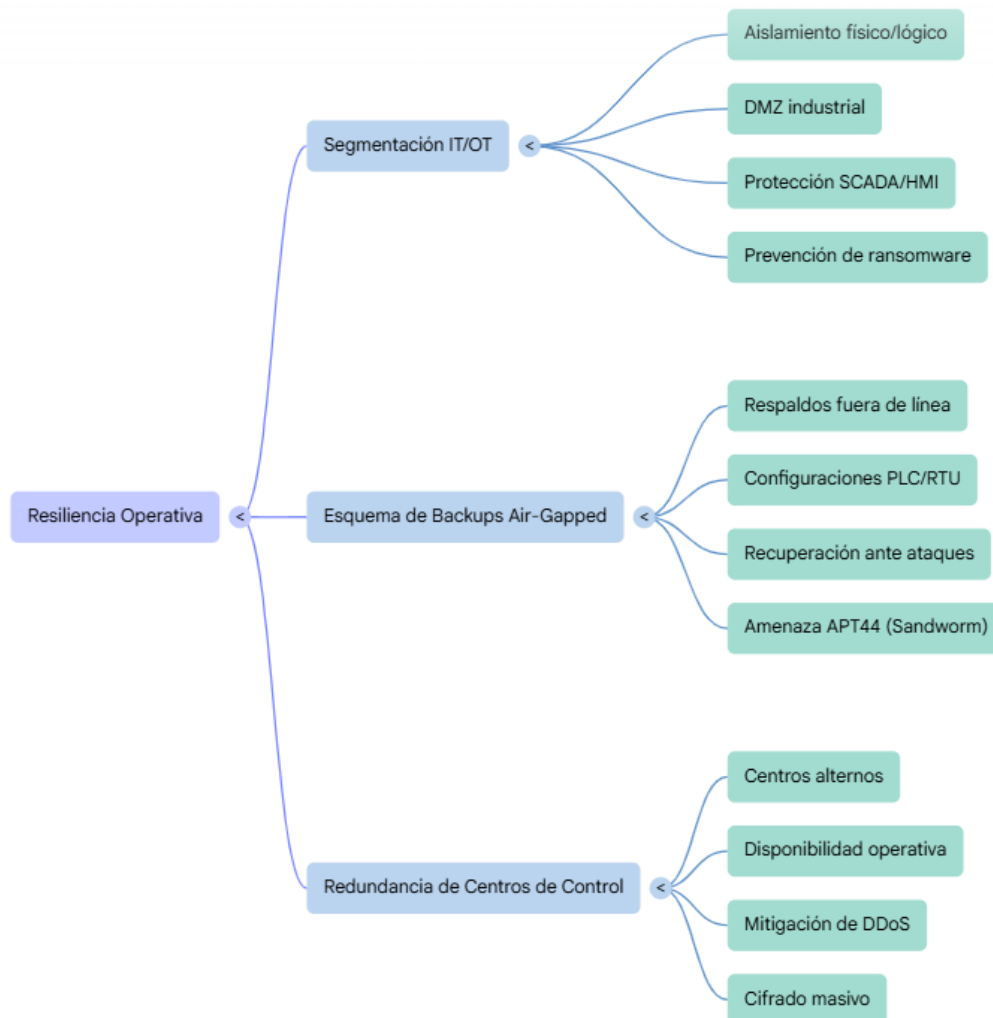 Resiliencia Operativa
Segmentación IT/OT
Aislamiento físico/lógico
DMZ industrial
Protección SCADA/HMI
Prevención de ransomware
Esquema de Backups Air-Gapped
Respaldos fuera de línea
Configuraciones PLC/RTU
Recuperación ante ataques
Amenaza APT44 (Sandworm)
Redundancia de Centros de Control
Centros alternos
Disponibilidad operativa
Mitigación de DDoS
Cifrado masivo